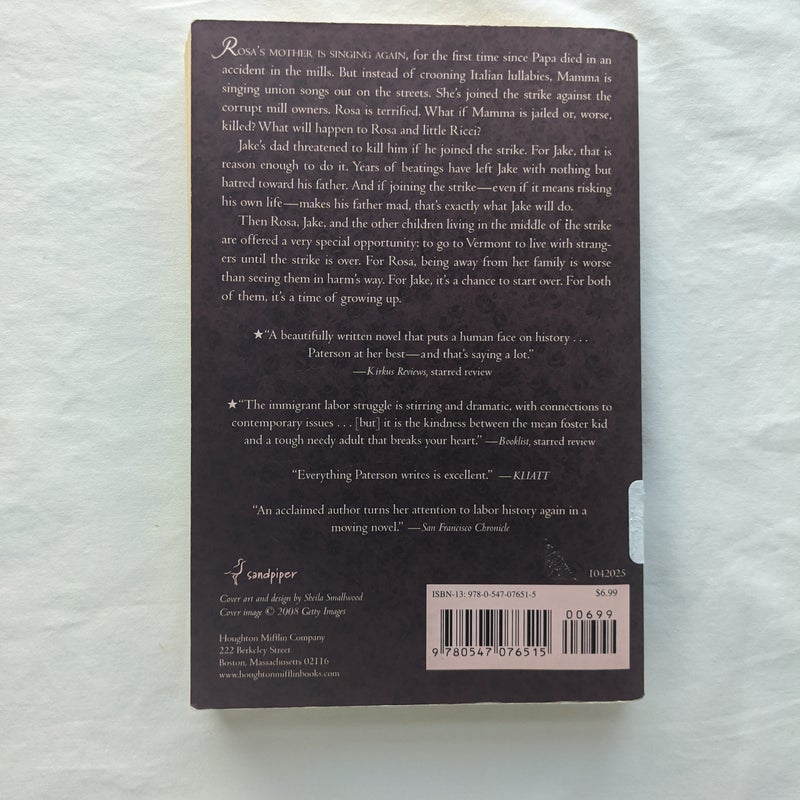 ROSA'S MOTHER IS SINGING AGAIN, for the first time since Papa died in an
accident in the mills. But instead of crooning Italian lullabies, Mamma is
singing union songs out on the streets. She's joined the strike against the
corrupt mill owners. Rosa is terrified. What if Mamma is jailed or, worse,
killed? What will happen to Rosa and little Ricci?
Jake's dad threatened to kill him if he joined the strike. For Jake, that is
reason enough to do it. Years of beatings have left Jake with nothing but
hatred toward his father. And if joining the strike—even if it means risking
his own life—makes his father mad, that's exactly what Jake will do.
Then Rosa, Jake, and the other children living in the middle of the strike
are offered a very special opportunity: to go to Vermont to live with strang-
ers until the strike is over. For Rosa, being away from her family is worse
than seeing them in harm's way. For Jake, it's a chance to start over. For both
of them, it's a time of growing up.
★“A beautifully written novel that puts a human face on history . . .
Paterson at her best—and that's saying a lot.”
—Kirkus Reviews, starred review
★“The immigrant labor struggle is stirring and dramatic, with connections to
contemporary issues . . . [but] it is the kindness between the mean foster kid
and a tough needy adult that breaks your heart.” —Booklist, starred review
“Everything Paterson writes is excellent.” —KLIATT
“An acclaimed author turns her attention to labor history again in a
moving novel.” —San Francisco Chronicle
sandpiper
Cover art and design by Sheila Smallwood
Cover image © 2008 Getty Images
Houghton Mifflin Company
222 Berkeley Street
Boston, Massachusetts 02116
www.houghtonmifflinbooks.com
1042025
ISBN-13: 978-0-547-07651-5 $6.99
00699
9 780547 076515